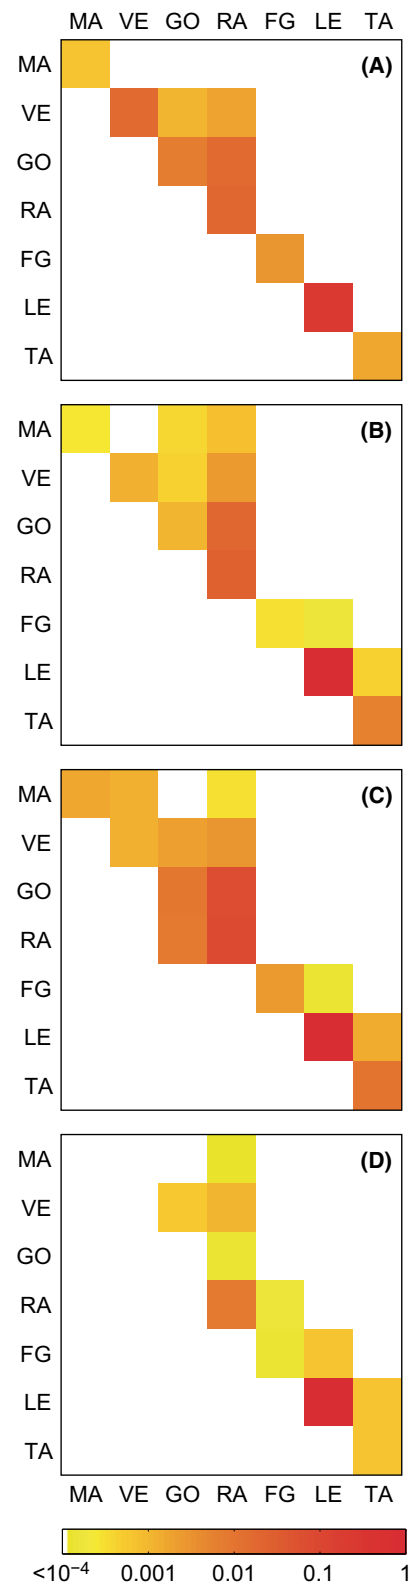 MA VE GO RA FG LE TA
MA (A)
VE
GO
RA
FG
LE
TA
MA (B)
VE
GO
RA
FG
LE
TA
MA (C)
VE
GO
RA
FG
LE
TA
MA (D)
VE
GO
RA
FG
LE
TA
MA VE GO RA FG LE TA
<10⁻⁴ 0.001 0.01 0.1 1